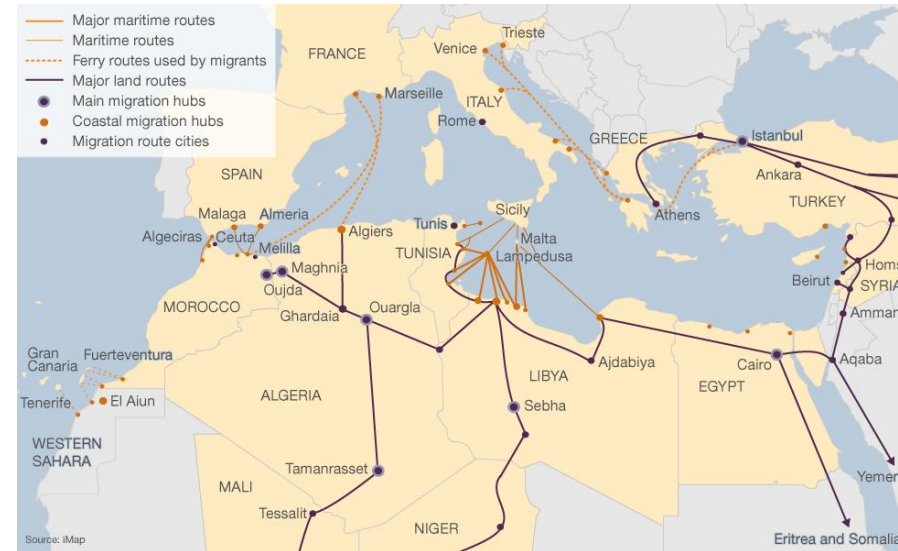 Major maritime routes
Maritime routes
Ferry routes used by migrants
Major land routes
Main migration hubs
Coastal migration hubs
Migration route cities
FRANCE
Venice
Trieste
Marseille
ITALY
Rome
GREECE
Istanbul
Ankara
TURKEY
SPAIN
Malaga
Almeria
Algeciras
Ceuta
Melilla
Algiers
Tunis
Sicily
Athens
TUNISIA
Malta
Lampedusa
Maghnia
Oujda
Beirut
Homs
SYRIA
MOROCCO
Ghardaia
Ouargla
Amman
Gran
Canaria
Fuerteventura
Ajdabiya
Cairo
Aqaba
LIBYA
EGYPT
Tenerife
El Aiun
ALGERIA
Sebha
WESTERN
SAHARA
Tamanrasset
MALI
Yemen
Tessalit
NIGER
Source: iMap
Eritrea and Somalia